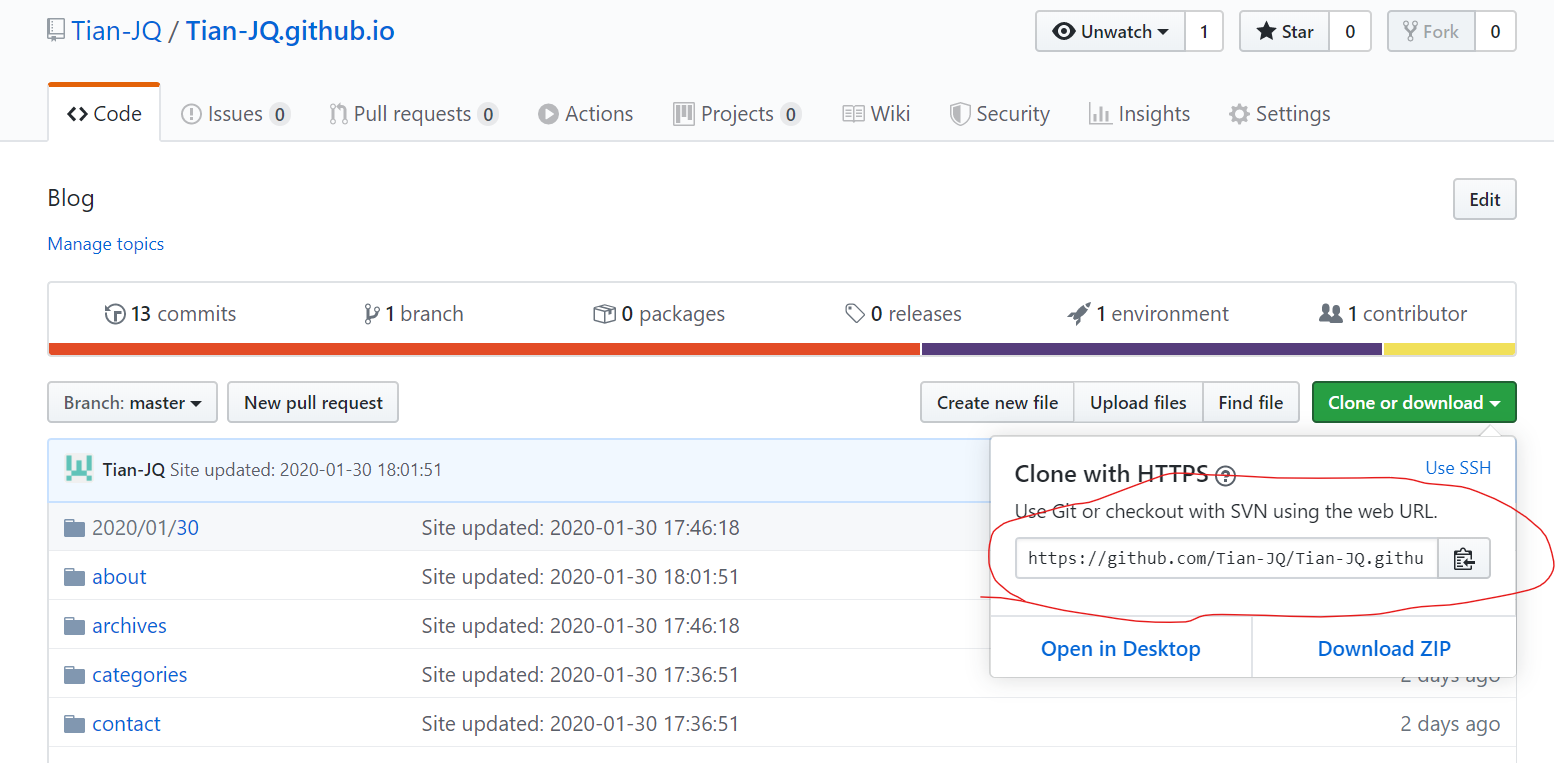 Tian-JQ / Tian-JQ.github.io
Unwatch 1 Star 0 Fork 0
Code Issues 0 Pull requests 0 Actions Projects 0 Wiki Security Insights Settings
Blog
Edit
Manage topics
13 commits 1 branch 0 packages 0 releases 1 environment 1 contributor
Branch: master New pull request Create new file Upload files Find file Clone or download
Tian-JQ Site updated: 2020-01-30 18:01:51
Clone with HTTPS ?
Use SSH
Use Git or checkout with SVN using the web URL.
https://github.com/Tian-JQ/Tian-JQ.githu
Open in Desktop Download ZIP
2020/01/30 Site updated: 2020-01-30 17:46:18
about Site updated: 2020-01-30 18:01:51
archives Site updated: 2020-01-30 17:46:18
categories Site updated: 2020-01-30 17:36:51 2 days ago
contact Site updated: 2020-01-30 17:36:51 2 days ago